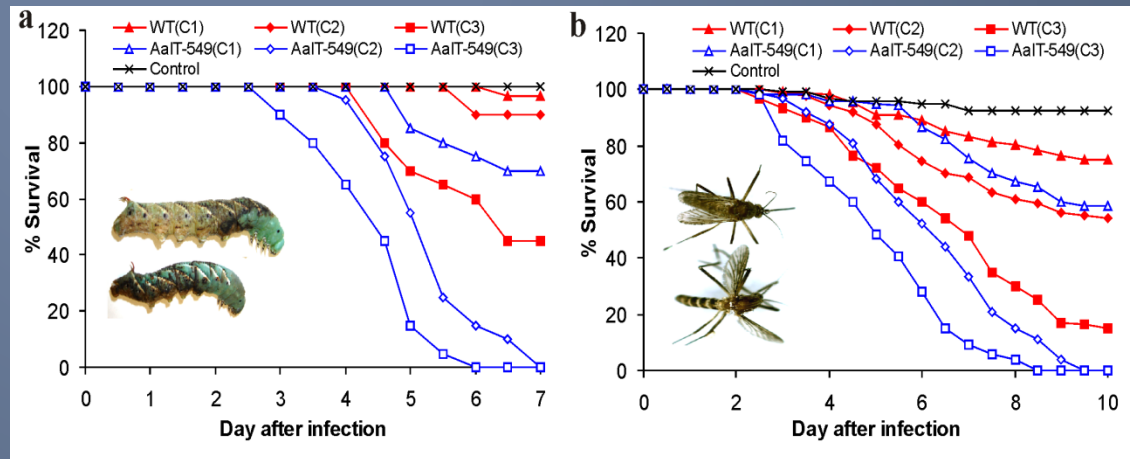 a
WT(C1) WT(C2) WT(C3)
AaIT-549(C1) AaIT-549(C2) AaIT-549(C3)
Control
120
100
80
60
40
20
0
% Survival
0 1 2 3 4 5 6 7
Day after infection
b
WT(C1) WT(C2) WT(C3)
AaIT-549(C1) AaIT-549(C2) AaIT-549(C3)
Control
120
100
80
60
40
20
0
% Survival
0 2 4 6 8 10
Day after infection